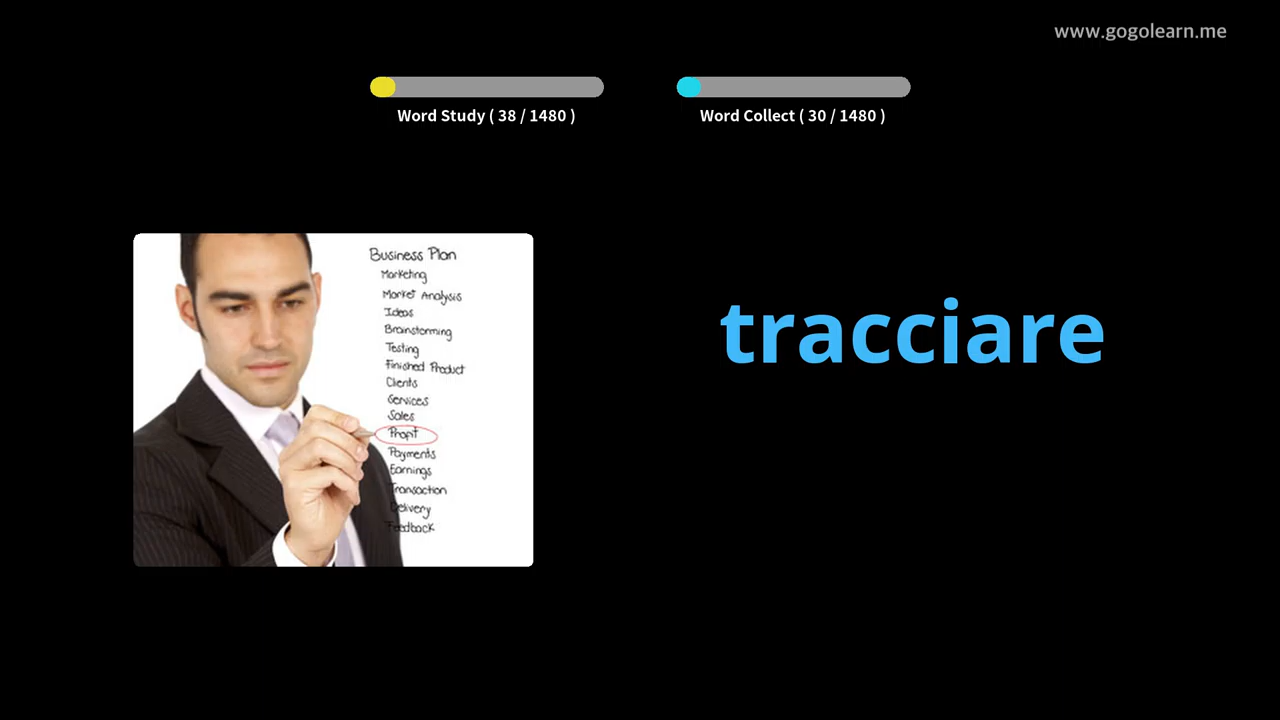 www.gogolearn.me
Word Study ( 38 / 1480 )
Word Collect ( 30 / 1480 )
Business Plan
Marketing
Market Analysis
Ideas
Brainstorming
Testing
Finished Product
Clients
Services
Sales
Profit
Payments
Earnings
Transaction
Delivery
Feedback
tracciare